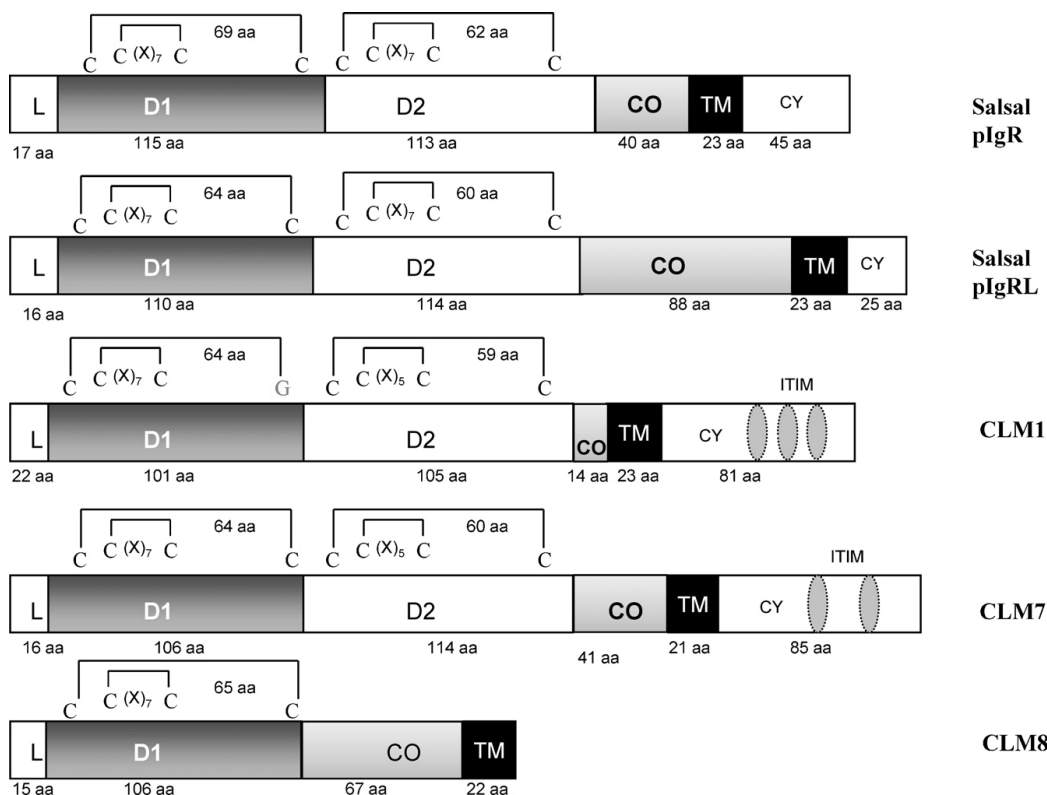 69 aa 62 aa
C C (X)7 C C C C (X)7 C C
L D1 D2 CO TM CY Salsal
pIgR
17 aa 115 aa 113 aa 40 aa 23 aa 45 aa
64 aa 60 aa
C C (X)7 C C C C (X)7 C C
L D1 D2 CO TM CY Salsal
pIgRL
16 aa 110 aa 114 aa 88 aa 23 aa 25 aa
64 aa 59 aa
C C (X)7 C G C C (X)5 C C ITIM
L D1 D2 CO TM CY CLM1
22 aa 101 aa 105 aa 14 aa 23 aa 81 aa
64 aa 60 aa
C C (X)7 C C C C (X)5 C C ITIM
L D1 D2 CO TM CY CLM7
16 aa 106 aa 114 aa 41 aa 21 aa 85 aa
65 aa
C C (X)7 C C
L D1 CO TM CLM8
15 aa 106 aa 67 aa 22 aa